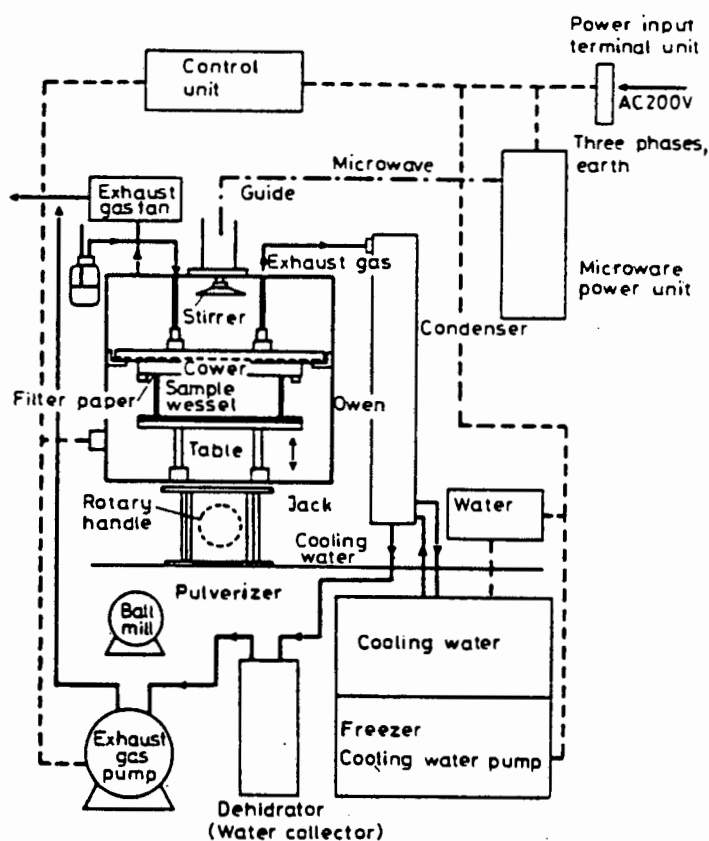 Power input
terminal unit
Control
unit
AC200V
Three phases,
earth
Microwave
Exhaust
gas fan
Guide
Exhaust gas
Microware
power unit
Stirrer
Condenser
Cower
Filter paper
Sample
wessel
Owen
Table
Rotary
handle
Jack
Water
Cooling
water
Pulverizer
Ball
mill
Cooling water
Freezer
Cooling water pump
Exhaust
gas
pump
Dehidrator
(Water collector)